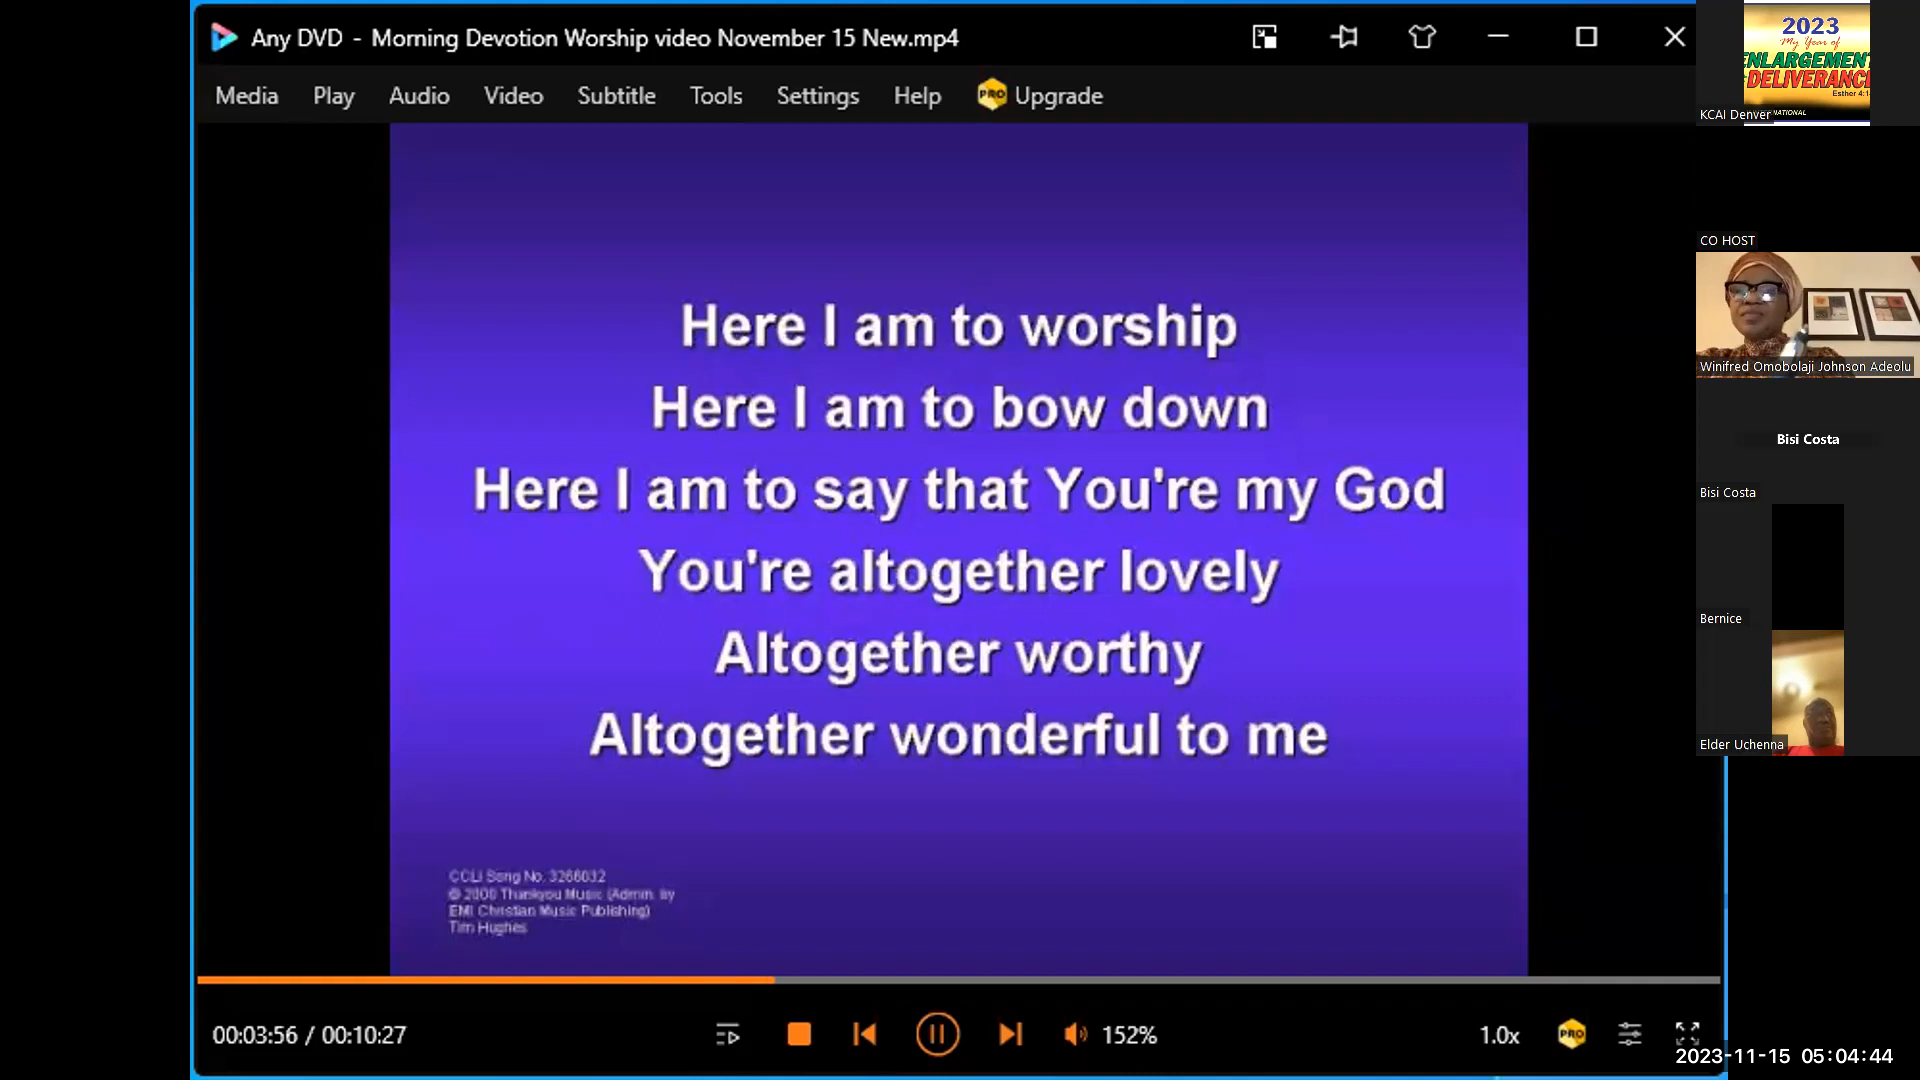 Any DVD - Morning Devotion Worship video November 15 New.mp4
Media Play Audio Video Subtitle Tools Settings Help PRO Upgrade
Here I am to worship
Here I am to bow down
Here I am to say that You're my God
You're altogether lovely
Altogether worthy
Altogether wonderful to me
CCLI Song No. 3266032
© 2000 Thankyou Music (Admin. by
EMI Christian Music Publishing)
Tim Hughes
00:03:56 / 00:10:27
152%
1.0x
PRO
2023
My Year of
ENLARGEMENT
DELIVERANCE
KCAI Denver
CO HOST
Winifred Omobolaji Johnson Adeolu
Bisi Costa
Bisi Costa
Bernice
Elder Uchenna
2023-11-15 05:04:44